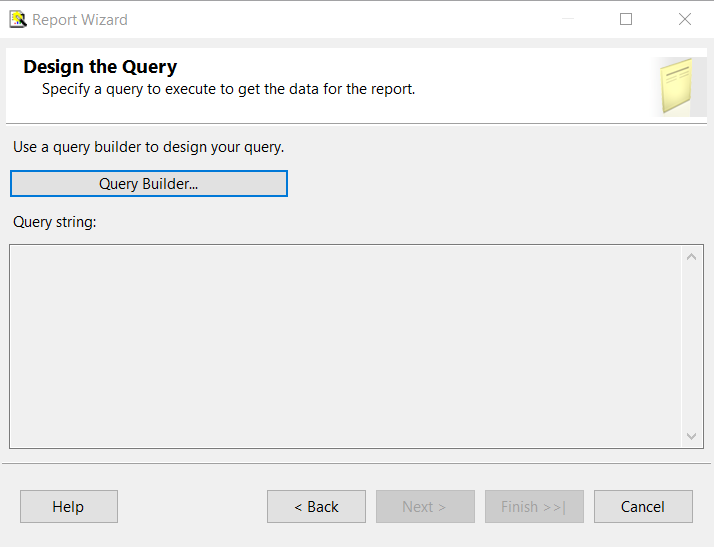 Report Wizard
Design the Query
Specify a query to execute to get the data for the report.
Use a query builder to design your query.
Query Builder...
Query string:
Help
< Back
Next >
Finish >>|
Cancel